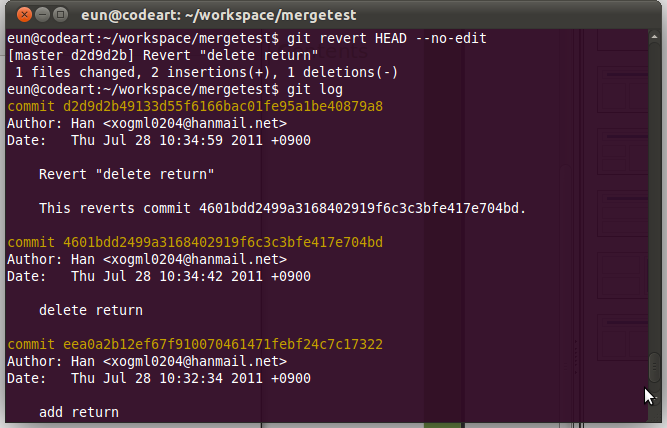 eun@codeart: ~/workspace/mergetest
eun@codeart:~/workspace/mergetest$ git revert HEAD --no-edit
[master d2d9d2b] Revert "delete return"
 1 files changed, 2 insertions(+), 1 deletions(-)
eun@codeart:~/workspace/mergetest$ git log
commit d2d9d2b49133d55f6166bac01fe95a1be40879a8
Author: Han <xogml0204@hanmail.net>
Date:   Thu Jul 28 10:34:59 2011 +0900
    Revert "delete return"
    This reverts commit 4601bdd2499a3168402919f6c3c3bfe417e704bd.
commit 4601bdd2499a3168402919f6c3c3bfe417e704bd
Author: Han <xogml0204@hanmail.net>
Date:   Thu Jul 28 10:34:42 2011 +0900
    delete return
commit eea0a2b12ef67f910070461471febf24c7c17322
Author: Han <xogml0204@hanmail.net>
Date:   Thu Jul 28 10:32:34 2011 +0900
    add return